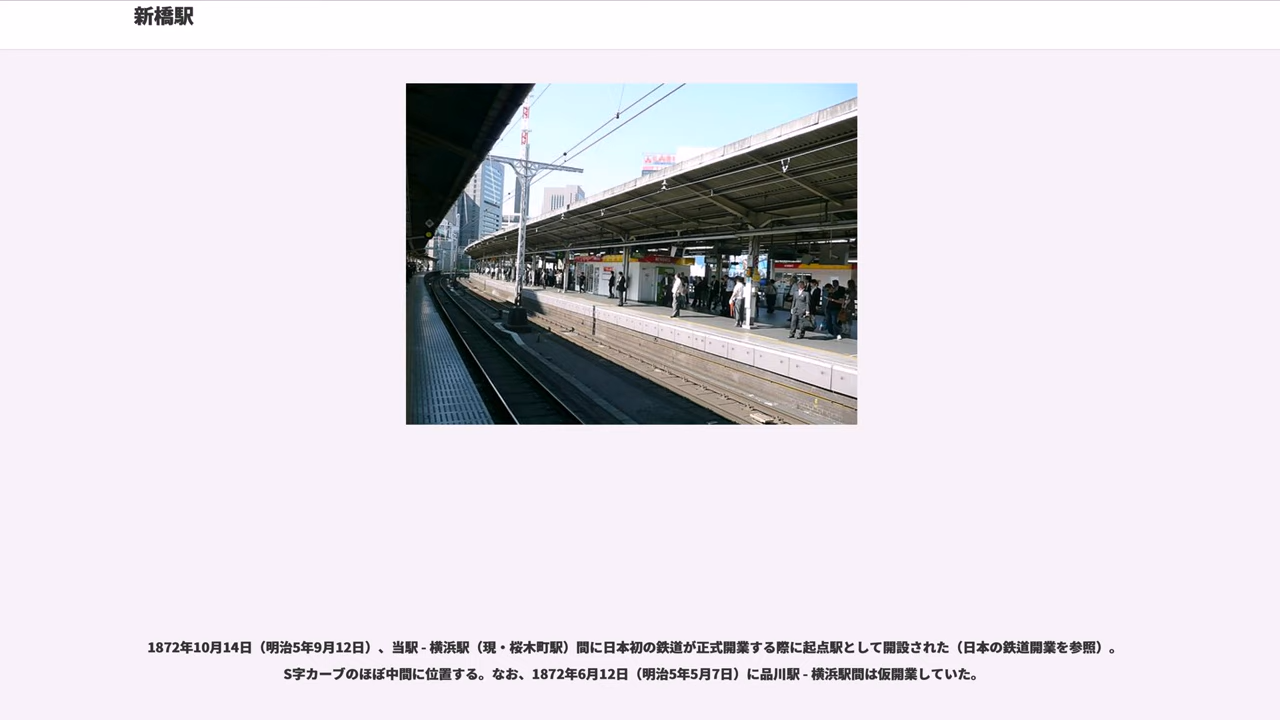 新橋駅
1872年10月14日（明治5年9月12日）、当駅 - 横浜駅（現・桜木町駅）間に日本初の鉄道が正式開業する際に起点駅として開設された（日本の鉄道開業を参照）。
S字カーブのほぼ中間に位置する。なお、1872年6月12日（明治5年5月7日）に品川駅 - 横浜駅間は仮開業していた。